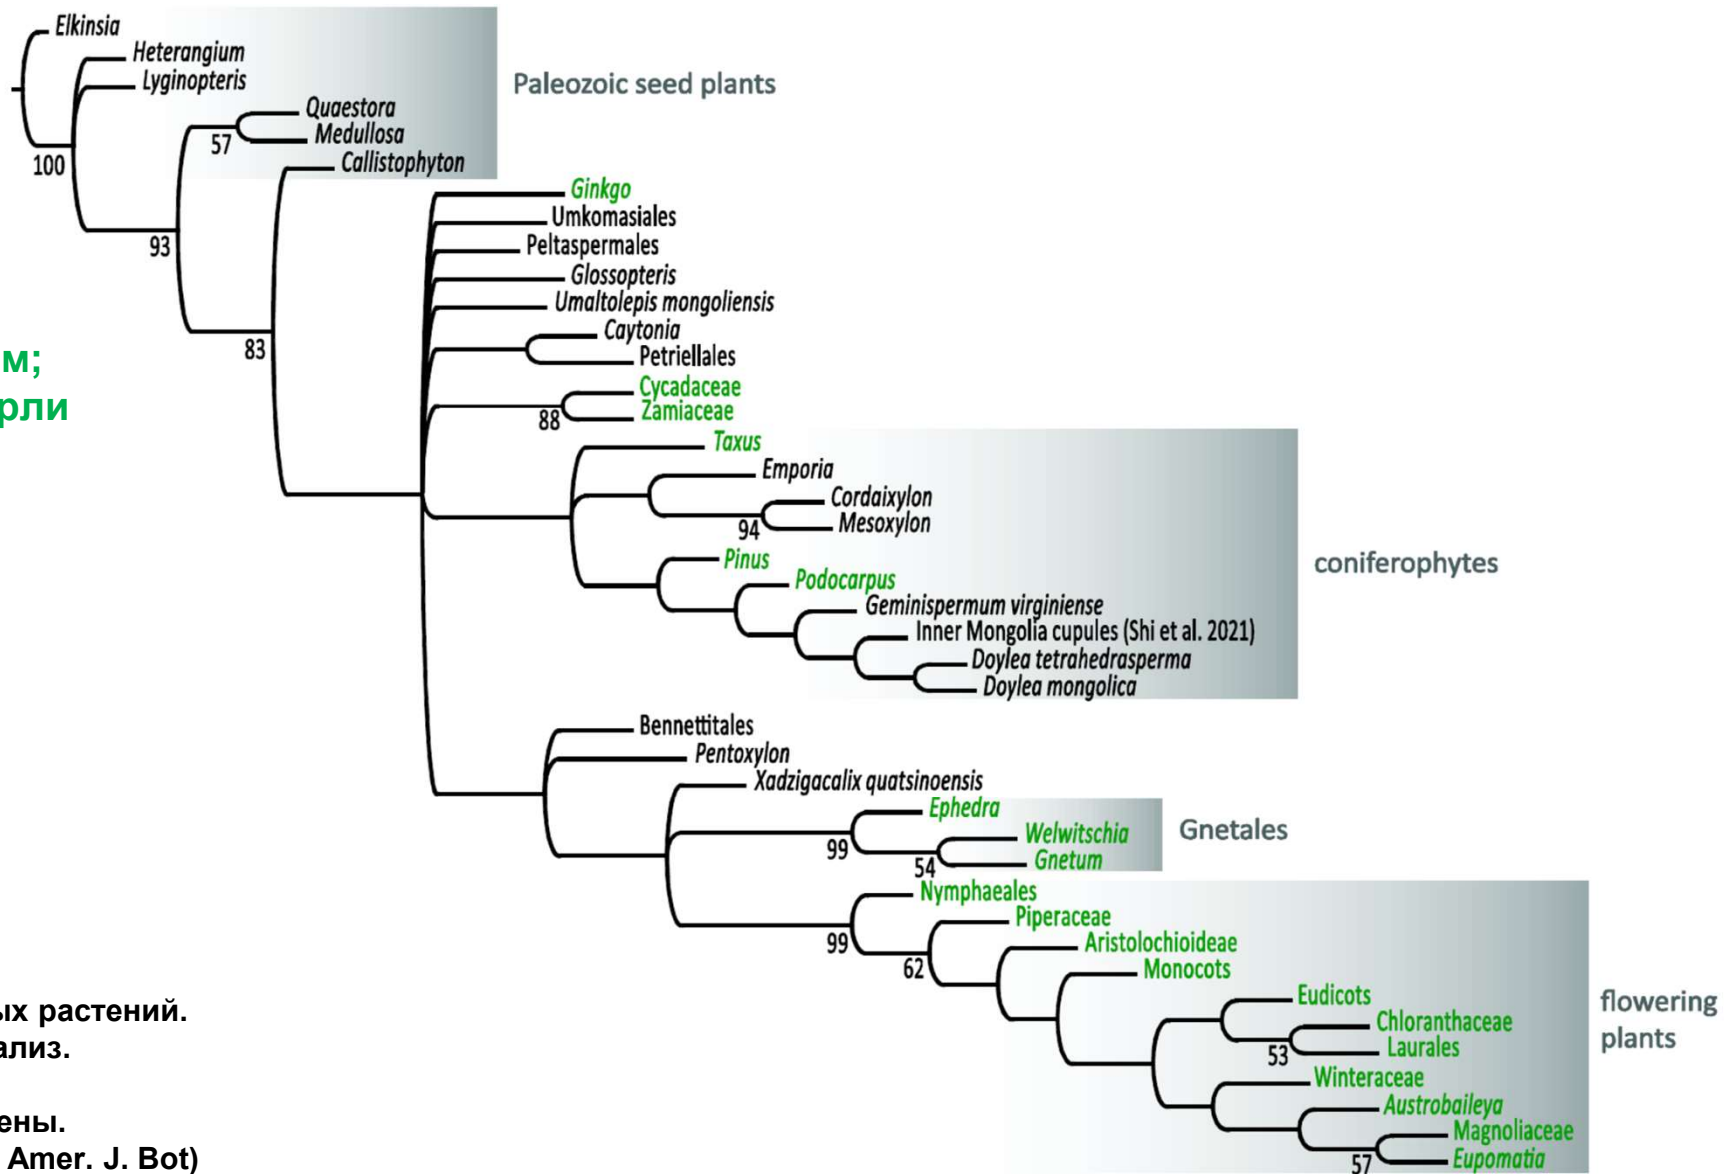 Elkinsia
Heterangium
Lyginopteris
Paleozoic seed plants
Quaestora
57
Medullosa
100
Callistophyton
Ginkgo
Umkomasiales
93
Peltaspermales
Glossopteris
Umaltolepis mongoliensis
Caytonia
83
Petriellales
м;
Cycadaceae
рли
88
Zamiaceae
Taxus
Emporia
Cordaixylon
94
Mesoxylon
Pinus
coniferophytes
Podocarpus
Geminispermum virginiense
Inner Mongolia cupules (Shi et al. 2021)
Doylea tetrahedrasperma
Doylea mongolica
Bennettitales
Pentoxylon
Xadzigacalix quatsinoensis
Ephedra
99
Welwitschia
Gnetales
54
Gnetum
Nymphaeales
Piperaceae
99
Aristolochioideae
62
Monocots
Eudicots
flowering
plants
Chloranthaceae
53
Laurales
Winteraceae
Austrobaileya
Magnoliaceae
57
Eupomatia
ых растений.
ализ.
ены.
Amer. J. Bot)